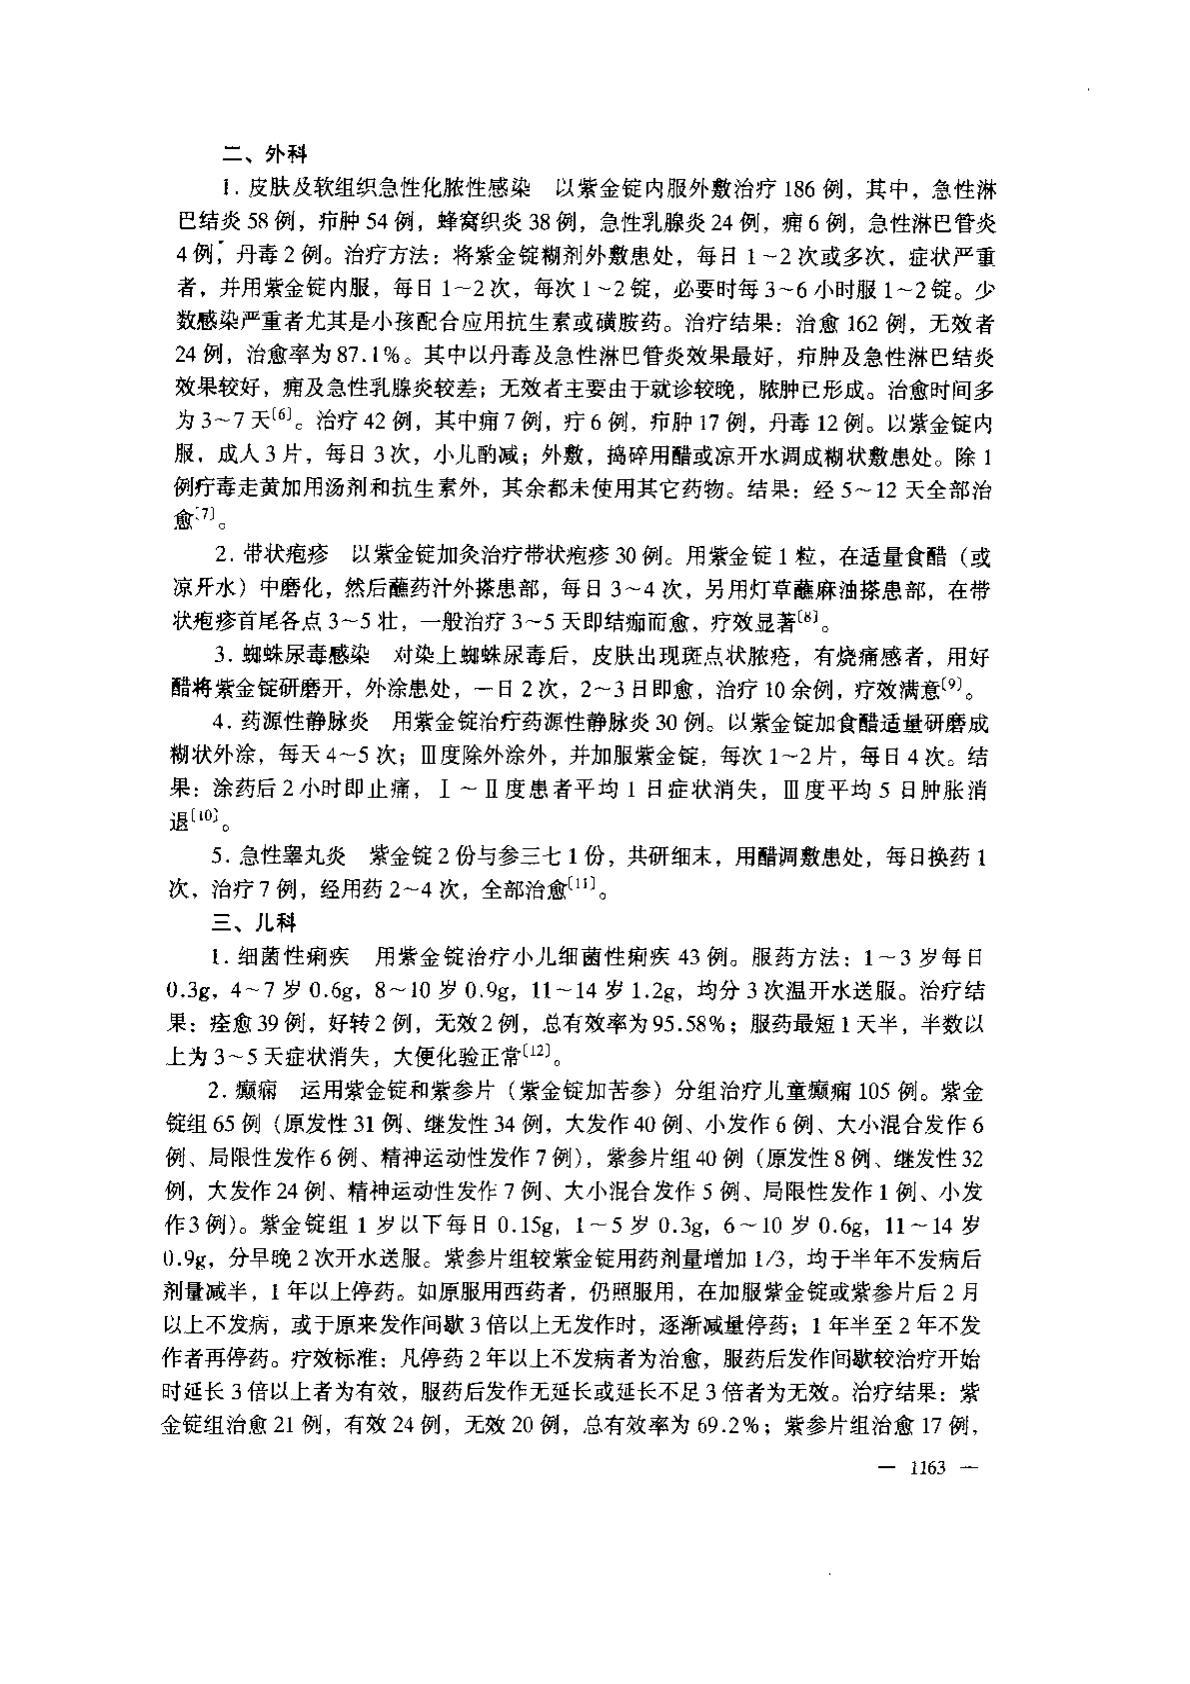 二、外科
1. 皮肤及软组织急性化脓性感染　以紫金锭内服外敷治疗 186 例，其中，急性淋
巴结炎 58 例，疖肿 54 例，蜂窝织炎 38 例，急性乳腺炎 24 例，痈 6 例，急性淋巴管炎
4 例，丹毒 2 例。治疗方法：将紫金锭糊剂外敷患处，每日 1～2 次或多次，症状严重
者，并用紫金锭内服，每日 1～2 次，每次 1～2 锭，必要时每 3～6 小时服 1～2 锭。少
数感染严重者尤其是小孩配合应用抗生素或磺胺药。治疗结果：治愈 162 例，无效者
24 例，治愈率为 87.1%。其中以丹毒及急性淋巴管炎效果最好，疖肿及急性淋巴结炎
效果较好，痈及急性乳腺炎较差；无效者主要由于就诊较晚，脓肿已形成。治愈时间多
为 3～7 天〔6〕。治疗 42 例，其中痈 7 例，疔 6 例，疖肿 17 例，丹毒 12 例。以紫金锭内
服，成人 3 片，每日 3 次，小儿酌减；外敷，捣碎用醋或凉开水调成糊状敷患处。除 1
例疔毒走黄加用汤剂和抗生素外，其余都未使用其它药物。结果：经 5～12 天全部治
愈〔7〕。
2. 带状疱疹　以紫金锭加灸治疗带状疱疹 30 例。用紫金锭 1 粒，在适量食醋（或
凉开水）中磨化，然后蘸药汁外搽患部，每日 3～4 次，另用灯草蘸麻油搽患部，在带
状疱疹首尾各点 3～5 壮，一般治疗 3～5 天即结痂而愈，疗效显著〔8〕。
3. 蜘蛛尿毒感染　对染上蜘蛛尿毒后，皮肤出现斑点状脓疮，有烧痛感者，用好
醋将紫金锭研磨开，外涂患处，一日 2 次，2～3 日即愈，治疗 10 余例，疗效满意〔9〕。
4. 药源性静脉炎　用紫金锭治疗药源性静脉炎 30 例。以紫金锭加食醋适量研磨成
糊状外涂，每天 4～5 次；Ⅲ度除外涂外，并加服紫金锭，每次 1～2 片，每日 4 次。结
果：涂药后 2 小时即止痛，Ⅰ～Ⅱ度患者平均 1 日症状消失，Ⅲ度平均 5 日肿胀消
退〔10〕。
5. 急性睾丸炎　紫金锭 2 份与参三七 1 份，共研细末，用醋调敷患处，每日换药 1
次，治疗 7 例，经用药 2～4 次，全部治愈〔11〕。
三、儿科
1. 细菌性痢疾　用紫金锭治疗小儿细菌性痢疾 43 例。服药方法：1～3 岁每日
0.3g，4～7 岁 0.6g，8～10 岁 0.9g，11～14 岁 1.2g，均分 3 次温开水送服。治疗结
果：痊愈 39 例，好转 2 例，无效 2 例，总有效率为 95.58%；服药最短 1 天半，半数以
上为 3～5 天症状消失，大便化验正常〔12〕。
2. 癫痫　运用紫金锭和紫参片（紫金锭加苦参）分组治疗儿童癫痫 105 例。紫金
锭组 65 例（原发性 31 例、继发性 34 例，大发作 40 例、小发作 6 例、大小混合发作 6
例、局限性发作 6 例、精神运动性发作 7 例），紫参片组 40 例（原发性 8 例、继发性 32
例，大发作 24 例、精神运动性发作 7 例、大小混合发作 5 例、局限性发作 1 例、小发
作 3 例）。紫金锭组 1 岁以下每日 0.15g，1～5 岁 0.3g，6～10 岁 0.6g，11～14 岁
0.9g，分早晚 2 次开水送服。紫参片组较紫金锭用药剂量增加 1/3，均于半年不发病后
剂量减半，1 年以上停药。如原服用西药者，仍照服用，在加服紫金锭或紫参片后 2 月
以上不发病，或于原来发作间歇 3 倍以上无发作时，逐渐减量停药；1 年半至 2 年不发
作者再停药。疗效标准：凡停药 2 年以上不发病者为治愈，服药后发作间歇较治疗开始
时延长 3 倍以上者为有效，服药后发作无延长或延长不足 3 倍者为无效。治疗结果：紫
金锭组治愈 21 例，有效 24 例，无效 20 例，总有效率为 69.2%；紫参片组治愈 17 例，
— 1163 —